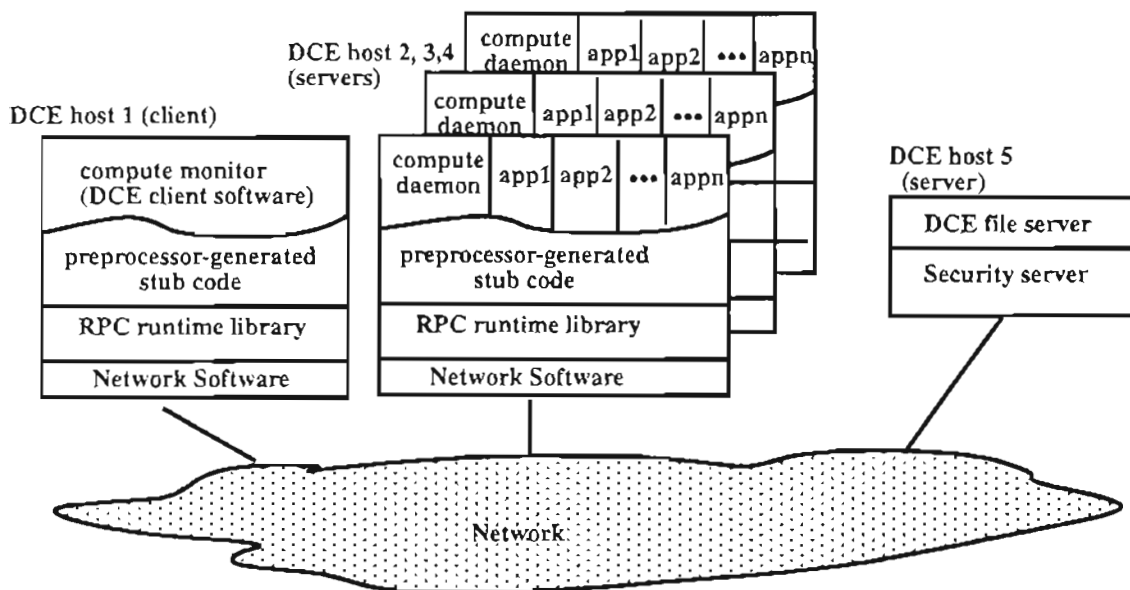 DCE host 1 (client)
compute monitor
(DCE client software)
preprocessor-generated
stub code
RPC runtime library
Network Software
DCE host 2, 3,4
(servers)
compute
daemon
app1
app2
•••
appn
compute
daemon
app1
app2
•••
appn
compute
daemon
app1
app2
•••
appn
preprocessor-generated
stub code
RPC runtime library
Network Software
DCE host 5
(server)
DCE file server
Security server
Network